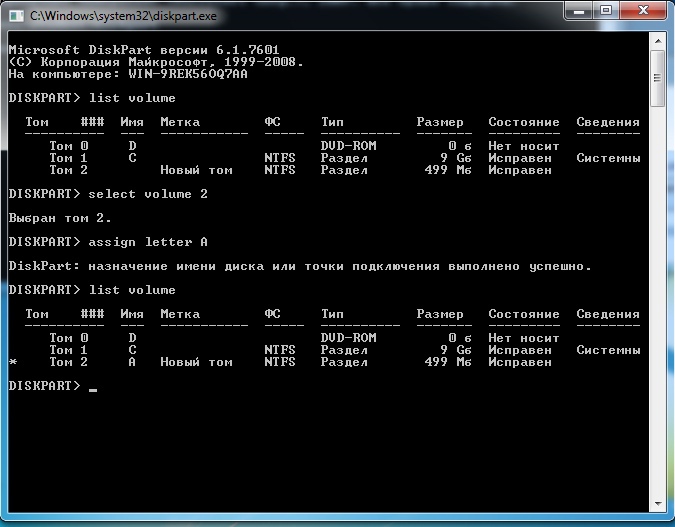 C:\Windows\system32\diskpart.exe
Microsoft DiskPart версии 6.1.7601
(C) Корпорация Майкрософт, 1999-2008.
На компьютере: WIN-9REK56OQ7AA
DISKPART> list volume
Том ### Имя Метка ФС Тип Размер Состояние Сведения
---------- --- ----------- ----- ---------- ------- --------- --------
Том 0 D DVD-ROM 0 б Нет носит
Том 1 C NTFS Раздел 9 Gб Исправен Системны
Том 2 Новый том NTFS Раздел 499 Mб Исправен
DISKPART> select volume 2
Выбран том 2.
DISKPART> assign letter A
DiskPart: назначение имени диска или точки подключения выполнено успешно.
DISKPART> list volume
Том ### Имя Метка ФС Тип Размер Состояние Сведения
---------- --- ----------- ----- ---------- ------- --------- --------
Том 0 D DVD-ROM 0 б Нет носит
Том 1 C NTFS Раздел 9 Gб Исправен Системны
* Том 2 A Новый том NTFS Раздел 499 Mб Исправен
DISKPART> _